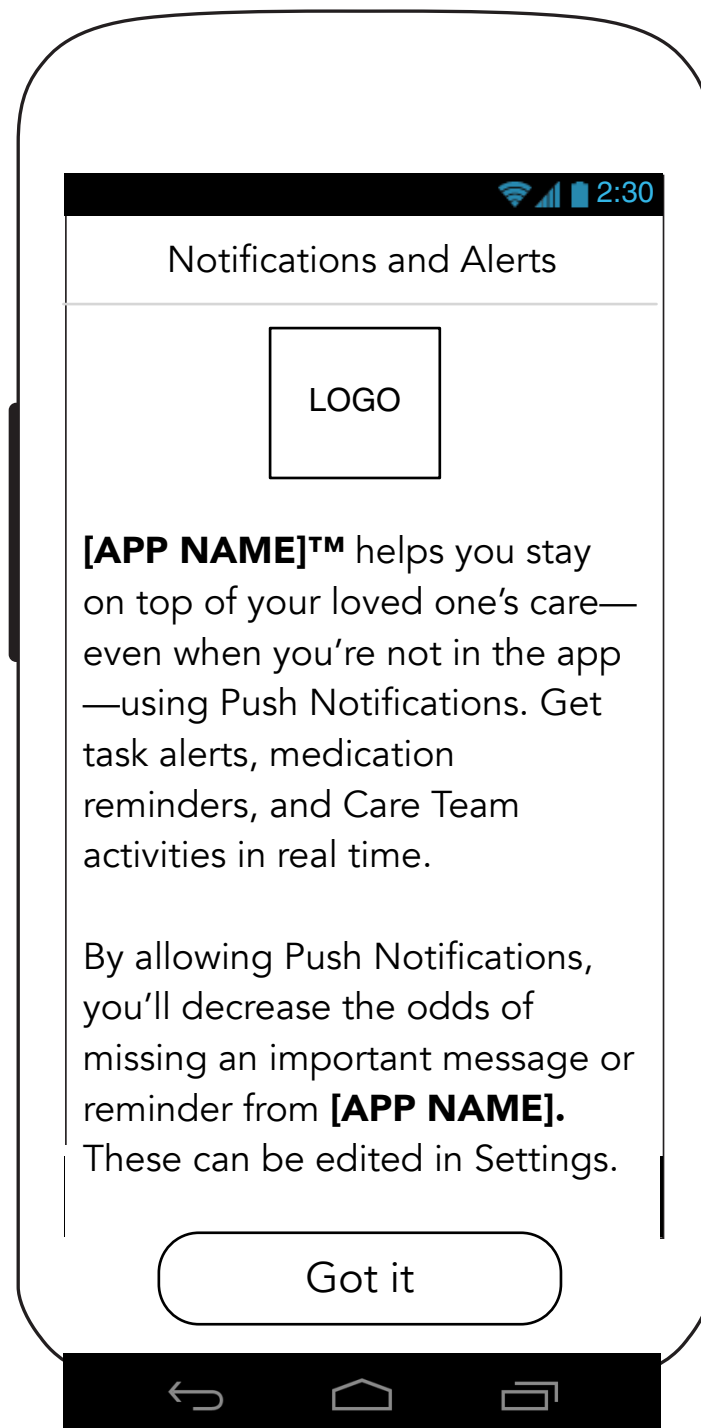 2:30
Notifications and Alerts
LOGO
[APP NAME]™ helps you stay
on top of your loved one’s care—
even when you’re not in the app
—using Push Notifications. Get
task alerts, medication
reminders, and Care Team
activities in real time.
By allowing Push Notifications,
you’ll decrease the odds of
missing an important message or
reminder from [APP NAME].
These can be edited in Settings.
Got it